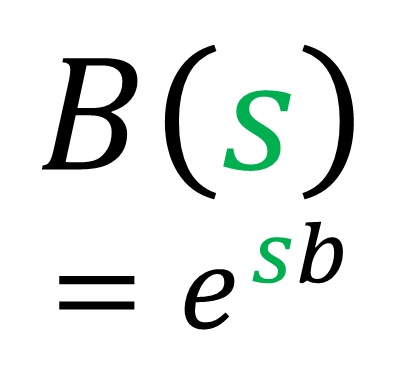 B(s)
= e^{sb}